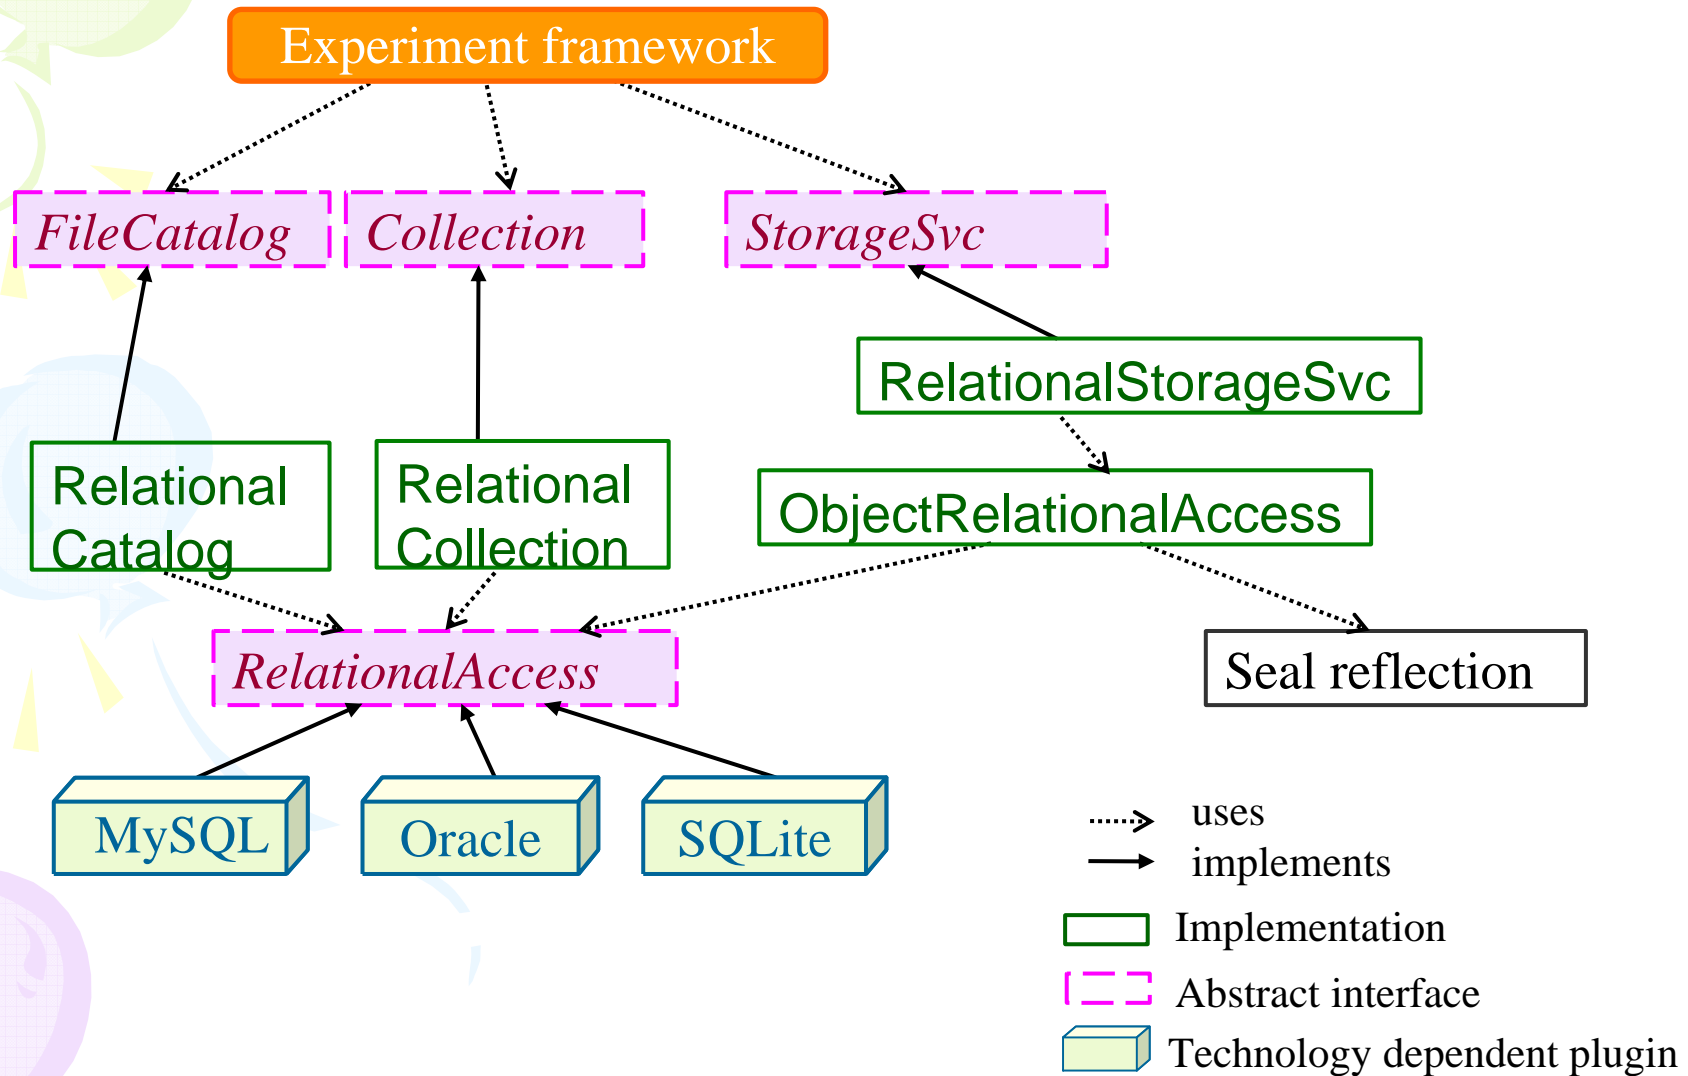 Experiment framework
FileCatalog
Collection
StorageSvc
RelationalStorageSvc
Relational
Catalog
Relational
Collection
ObjectRelationalAccess
RelationalAccess
Seal reflection
MySQL
Oracle
SQLite
uses
implements
Implementation
Abstract interface
Technology dependent plugin